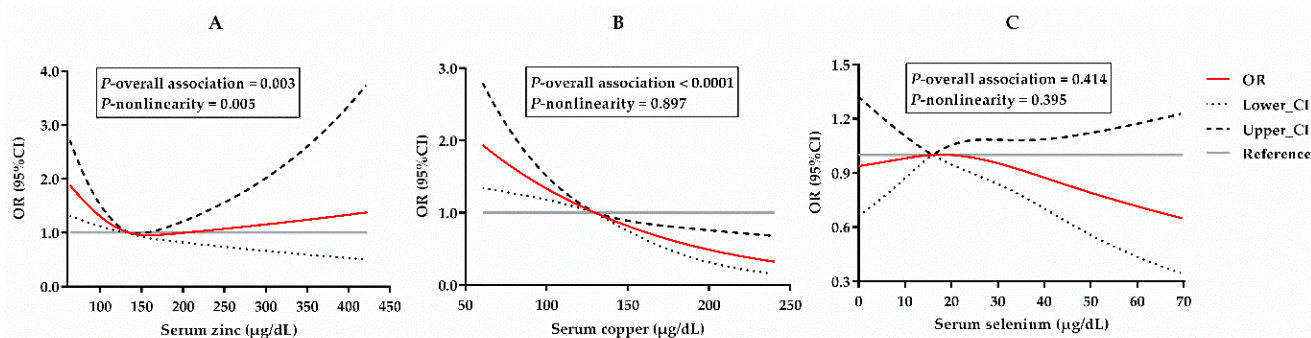 A
P-overall association = 0.003
P-nonlinearity = 0.005
OR (95%CI)
4.0
3.0
2.0
1.0
0.0
100 150 200 250 300 350 400 450
Serum zinc (µg/dL)
B
P-overall association < 0.0001
P-nonlinearity = 0.897
OR (95%CI)
3.0
2.0
1.0
0.0
50 100 150 200 250
Serum copper (µg/dL)
C
P-overall association = 0.414
P-nonlinearity = 0.395
OR (95%CI)
1.5
1.2
0.9
0.6
0.3
0 10 20 30 40 50 60 70
Serum selenium (µg/dL)
OR
Lower_CI
Upper_CI
Reference